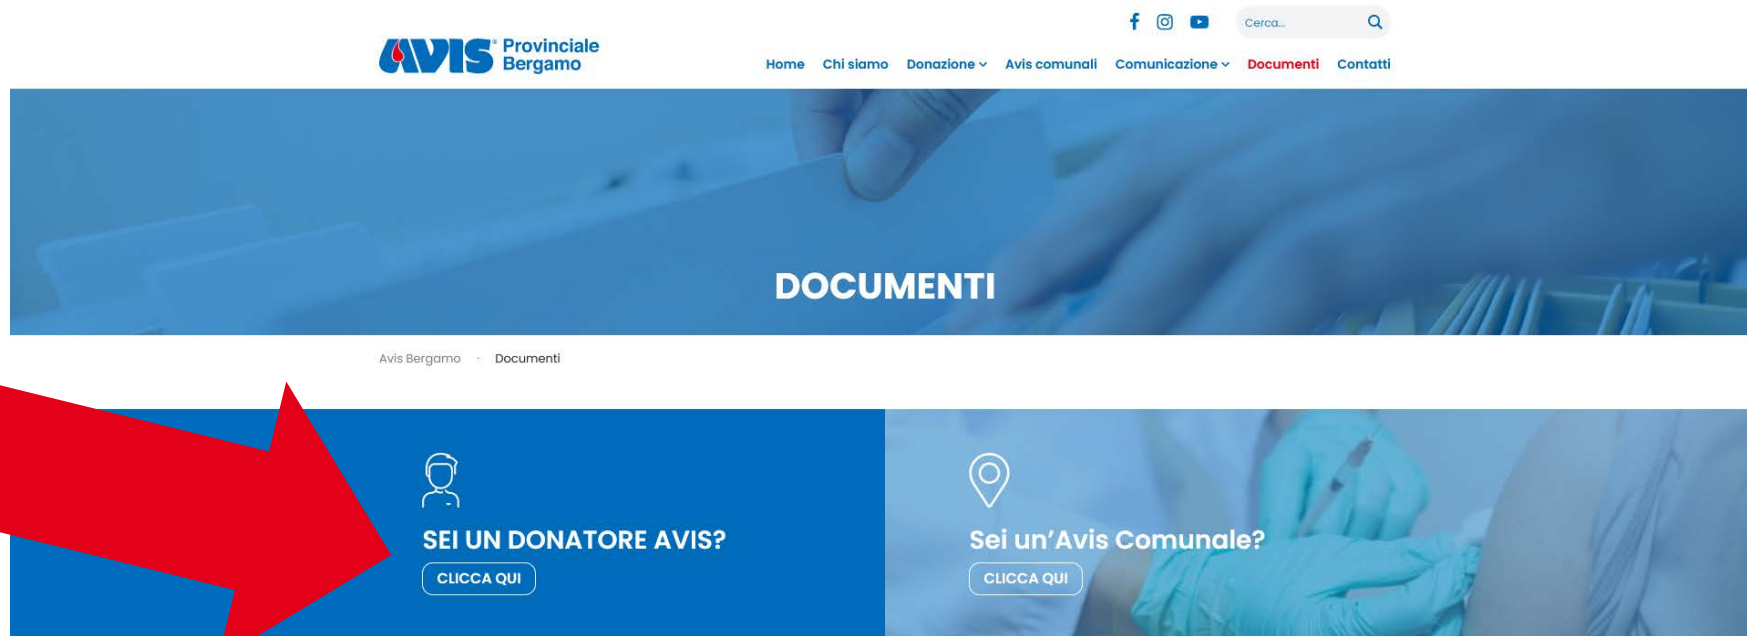 Cerca...
AVIS® Provinciale
Bergamo
Home Chi siamo Donazione Avis comunali Comunicazione Documenti Contatti
DOCUMENTI
Avis Bergamo · Documenti
SEI UN DONATORE AVIS?
CLICCA QUI
Sei un’Avis Comunale?
CLICCA QUI